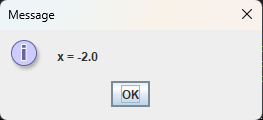 Message
x = -2.0
OK